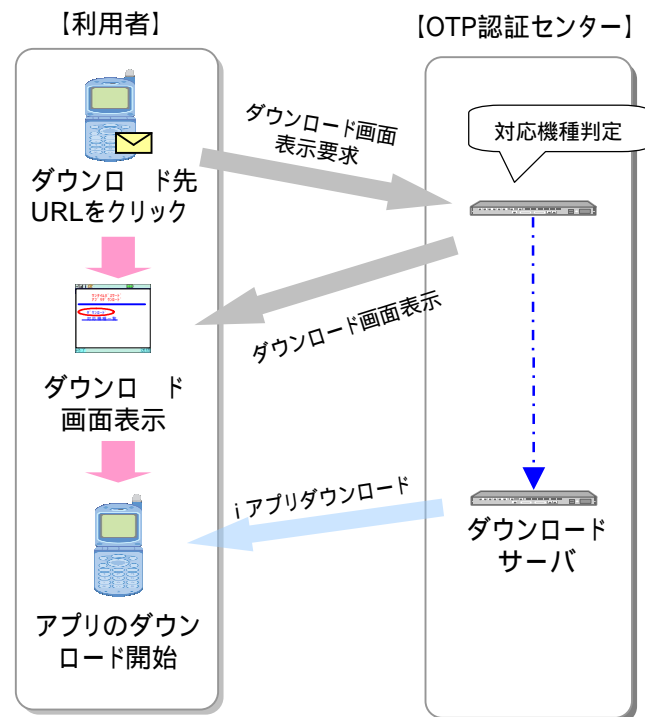 【利用者】
【OTP認証センター】
対応機種判定
ダウンロード画面
表示要求
ダウンロード先
URLをクリック
ダウンロード画面表示
ダウンロード
画面表示
iアプリダウンロード
ダウンロード
サーバ
アプリのダウン
ロード開始